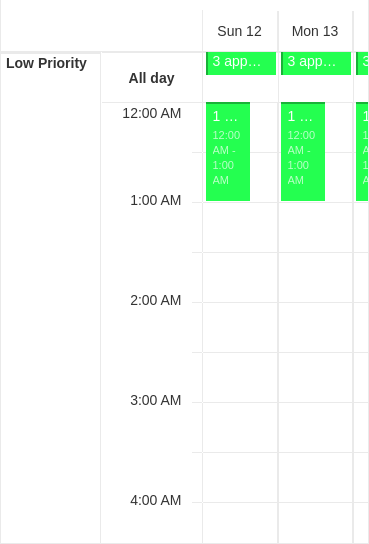 Sun 12 Mon 13
Low Priority
All day
3 app… 3 app… 3
12:00 AM
1 … 1 … 1
12:00 AM - 1:00 AM
12:00 AM - 1:00 AM
1:00 AM
2:00 AM
3:00 AM
4:00 AM